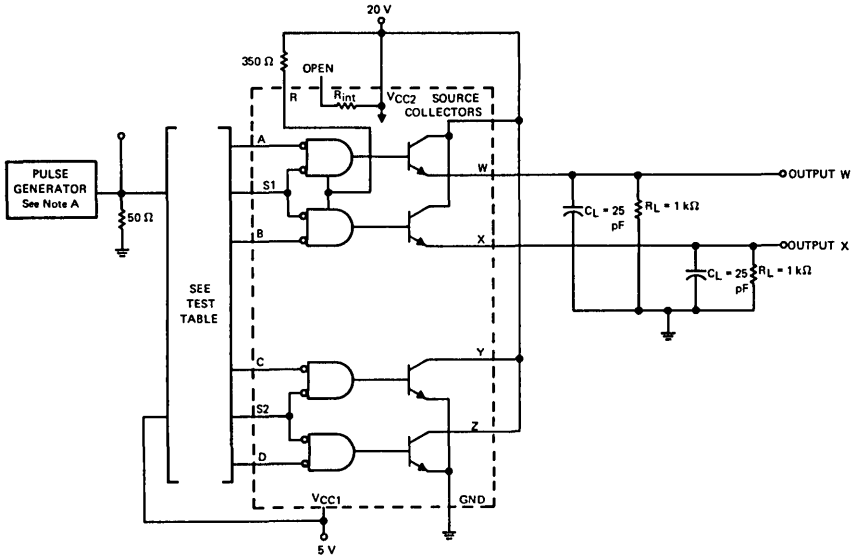 20 V
350 Ω
OPEN
R
Rint
VCC2
SOURCE
COLLECTORS
A
PULSE
GENERATOR
See Note A
50 Ω
S1
B
W
X
OUTPUT W
CL = 25
pF
RL = 1 kΩ
OUTPUT X
CL = 25
pF
RL = 1 kΩ
SEE
TEST
TABLE
C
S2
D
Y
Z
VCC1
GND
5 V